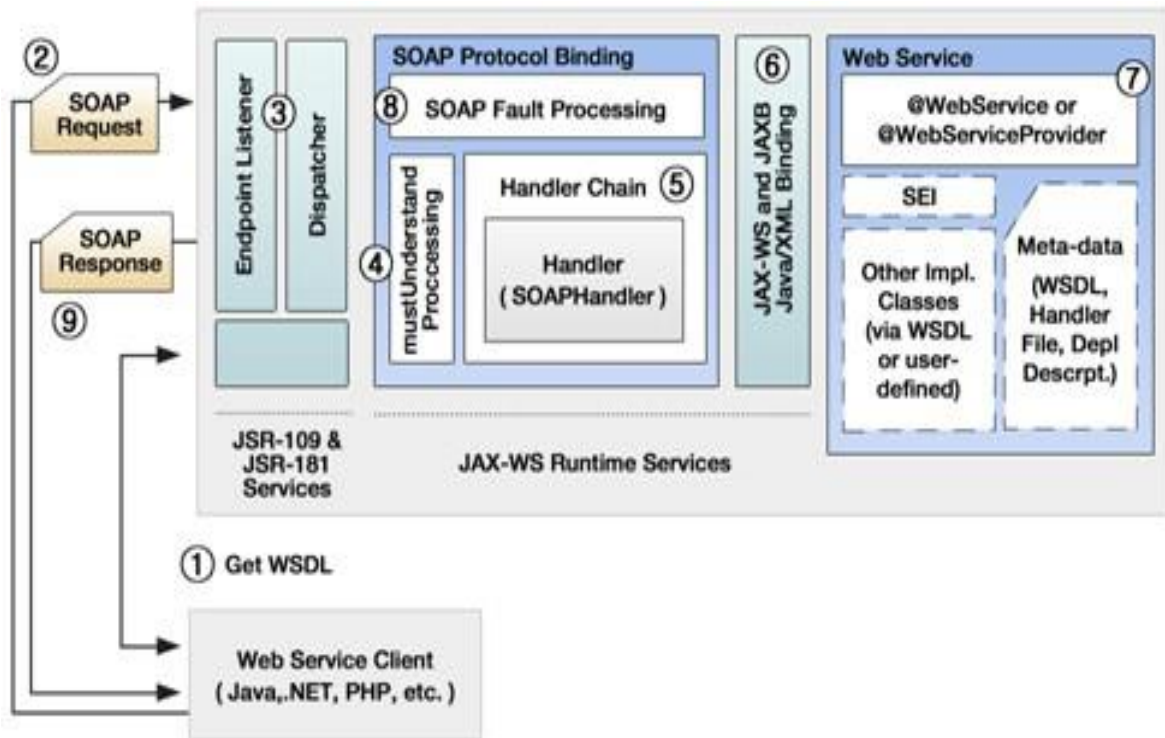 ②
SOAP
Request
SOAP
Response
⑨
Endpoint Listener
③
Dispatcher
JSR-109 &
JSR-181
Services
SOAP Protocol Binding
⑧
SOAP Fault Processing
④
mustUnderstand
Processing
Handler Chain
⑤
Handler
( SOAPHandler )
⑥
JAX-WS and JAXB
Java/XML Binding
JAX-WS Runtime Services
Web Service
⑦
@WebService or
@WebServiceProvider
SEI
Other Impl.
Classes
(via WSDL
or user-
defined)
Meta-data
(WSDL,
Handler
File, Depl
Descrpt.)
① Get WSDL
Web Service Client
( Java,.NET, PHP, etc. )